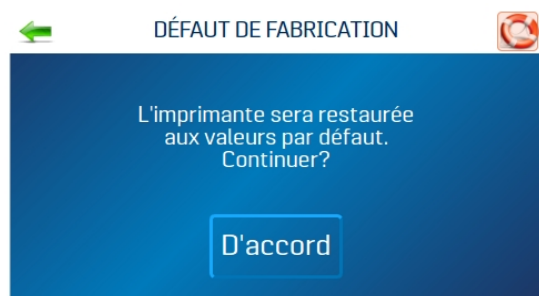 DÉFAUT DE FABRICATION
L'imprimante sera restaurée
aux valeurs par défaut.
Continuer?
D'accord